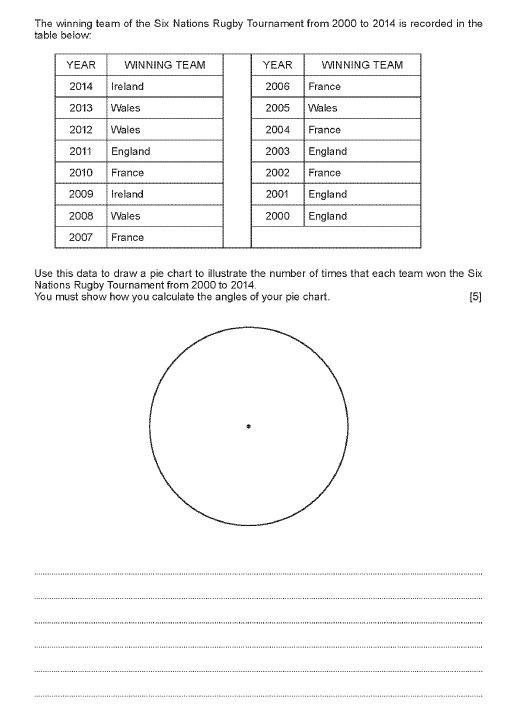 The winning team of the Six Nations Rugby Tournament from 2000 to 2014 is recorded in the
table below:
YEAR WINNING TEAM YEAR WINNING TEAM
2014 Ireland 2006 France
2013 Wales 2005 Wales
2012 Wales 2004 France
2011 England 2003 England
2010 France 2002 France
2009 Ireland 2001 England
2008 Wales 2000 England
2007 France
Use this data to draw a pie chart to illustrate the number of times that each team won the Six
Nations Rugby Tournament from 2000 to 2014.
You must show how you calculate the angles of your pie chart. [5]